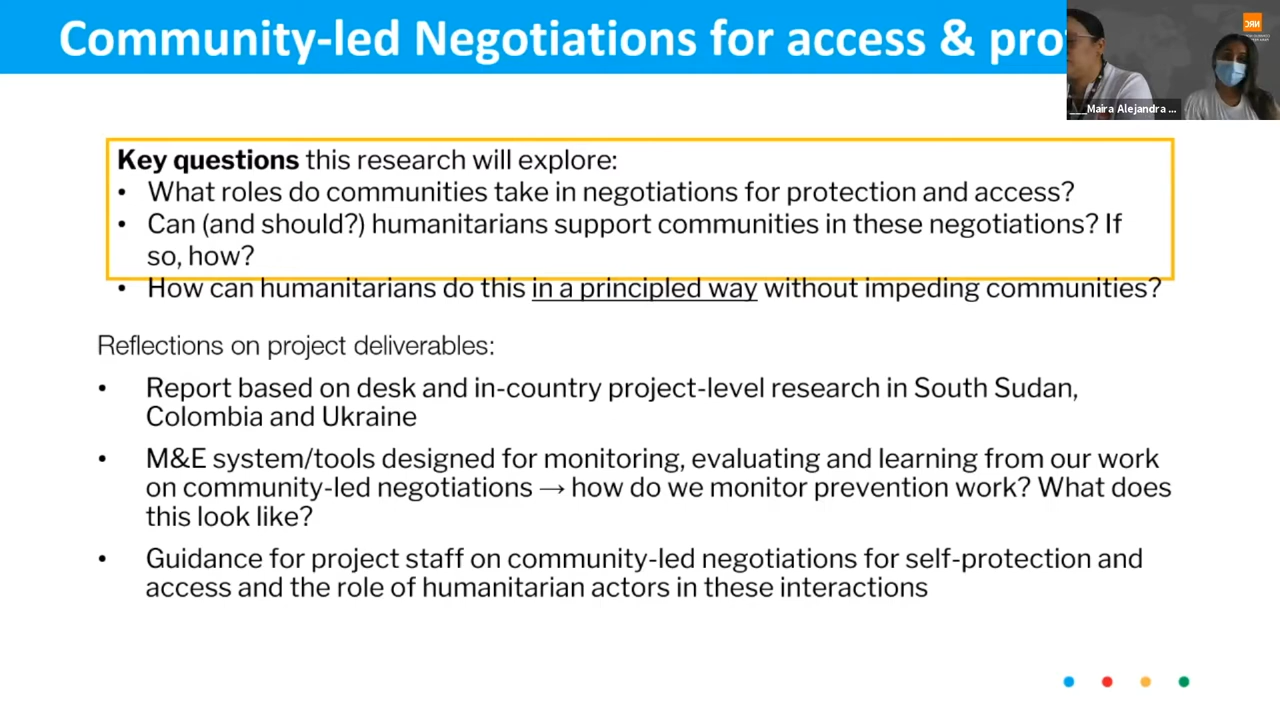 Community-led Negotiations for access & pro
Maira Alejandra ...
Key questions this research will explore:
• What roles do communities take in negotiations for protection and access?
• Can (and should?) humanitarians support communities in these negotiations? If
so, how?
• How can humanitarians do this in a principled way without impeding communities?
Reflections on project deliverables:
• Report based on desk and in-country project-level research in South Sudan,
Colombia and Ukraine
• M&E system/tools designed for monitoring, evaluating and learning from our work
on community-led negotiations → how do we monitor prevention work? What does
this look like?
• Guidance for project staff on community-led negotiations for self-protection and
access and the role of humanitarian actors in these interactions